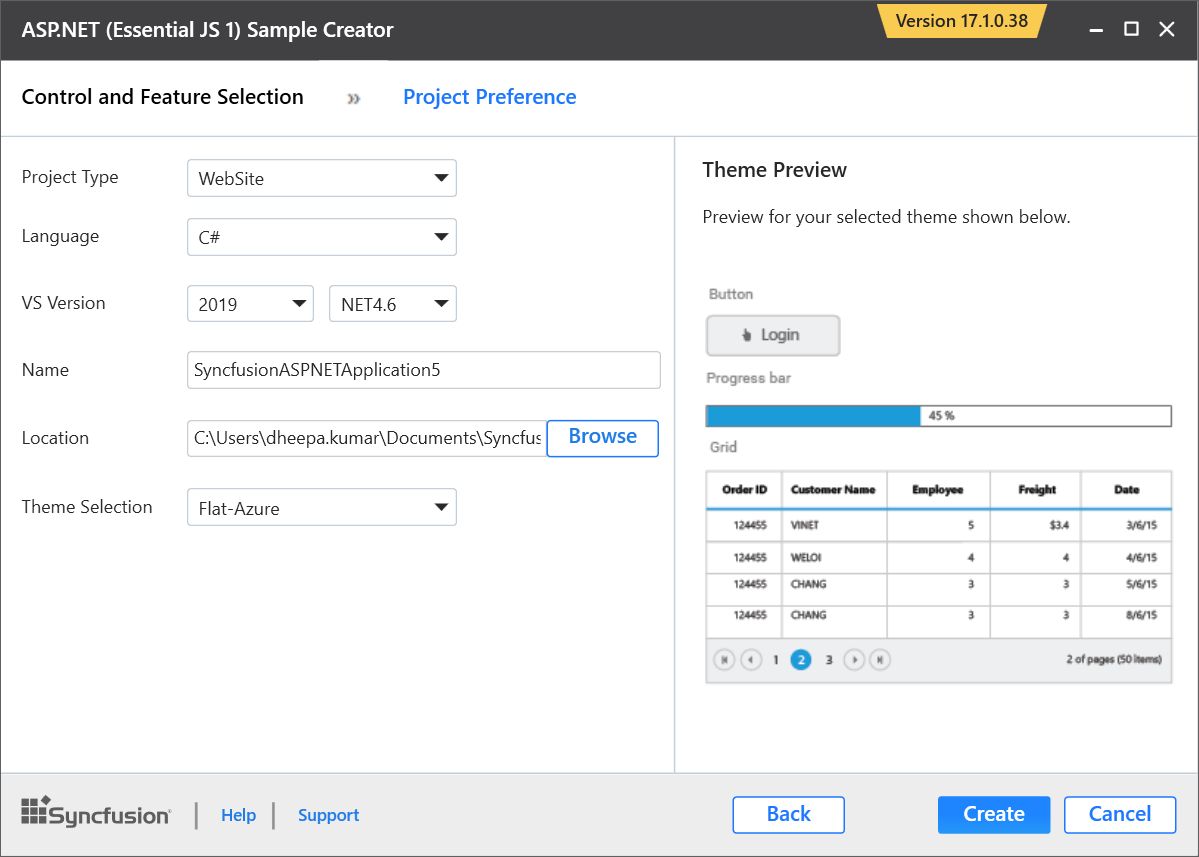 ASP.NET (Essential JS 1) Sample Creator
Version 17.1.0.38
Control and Feature Selection » Project Preference
Project Type WebSite
Language C#
VS Version 2019 NET4.6
Name SyncfusionASPNETApplication5
Location C:\Users\dheepa.kumar\Documents\Syncfus Browse
Theme Selection Flat-Azure
Theme Preview
Preview for your selected theme shown below.
Button
Login
Progress bar
45 %
Grid
Order ID Customer Name Employee Freight Date
124455 VINET 5 $3.4 3/6/15
124455 WELOI 4 4 4/6/15
124455 CHANG 3 3 5/6/15
124455 CHANG 3 3 8/6/15
1 2 3 2 of pages (50 items)
Syncfusion | Help | Support
Back Create Cancel